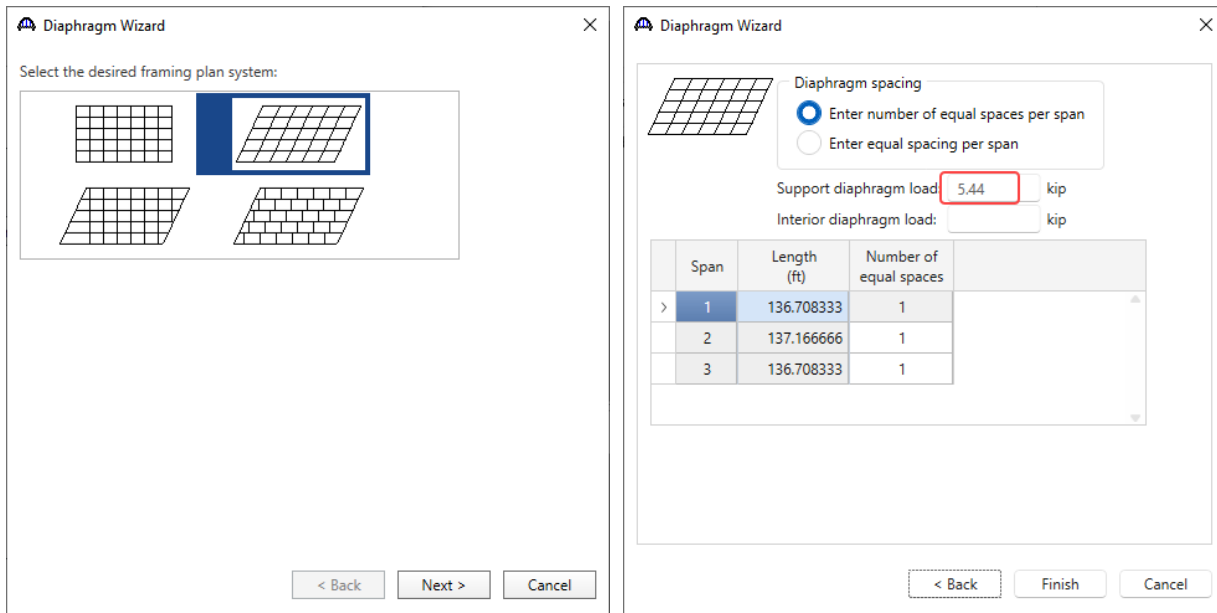 Diaphragm Wizard
Select the desired framing plan system:
< Back Next > Cancel
Diaphragm Wizard
Diaphragm spacing
Enter number of equal spaces per span
Enter equal spacing per span
Support diaphragm load: 5.44 kip
Interior diaphragm load: kip
Span Length (ft) Number of equal spaces
1 136.708333 1
2 137.166666 1
3 136.708333 1
< Back Finish Cancel